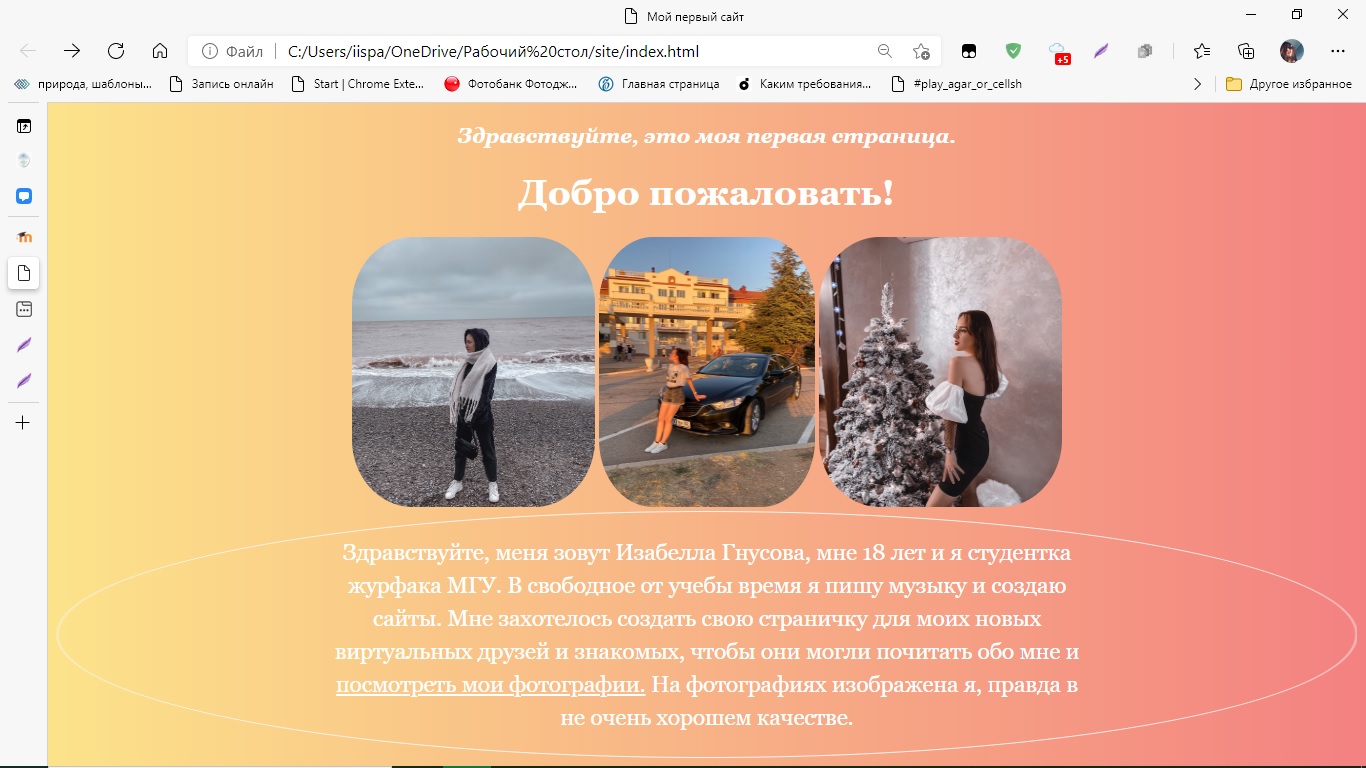 Мой первый сайт
Файл C:/Users/iispa/OneDrive/Рабочий%20стол/site/index.html
+5
природа, шаблоны... Запись онлайн Start | Chrome Exte... Фотобанк Фотодж... Главная страница Каким требования... #play_agar_or_cellsh Другое избранное
Здравствуйте, это моя первая страница.
Добро пожаловать!
Здравствуйте, меня зовут Изабелла Гнусова, мне 18 лет и я студентка
журфака МГУ. В свободное от учебы время я пишу музыку и создаю
сайты. Мне захотелось создать свою страничку для моих новых
виртуальных друзей и знакомых, чтобы они могли почитать обо мне и
посмотреть мои фотографии. На фотографиях изображена я, правда в
не очень хорошем качестве.